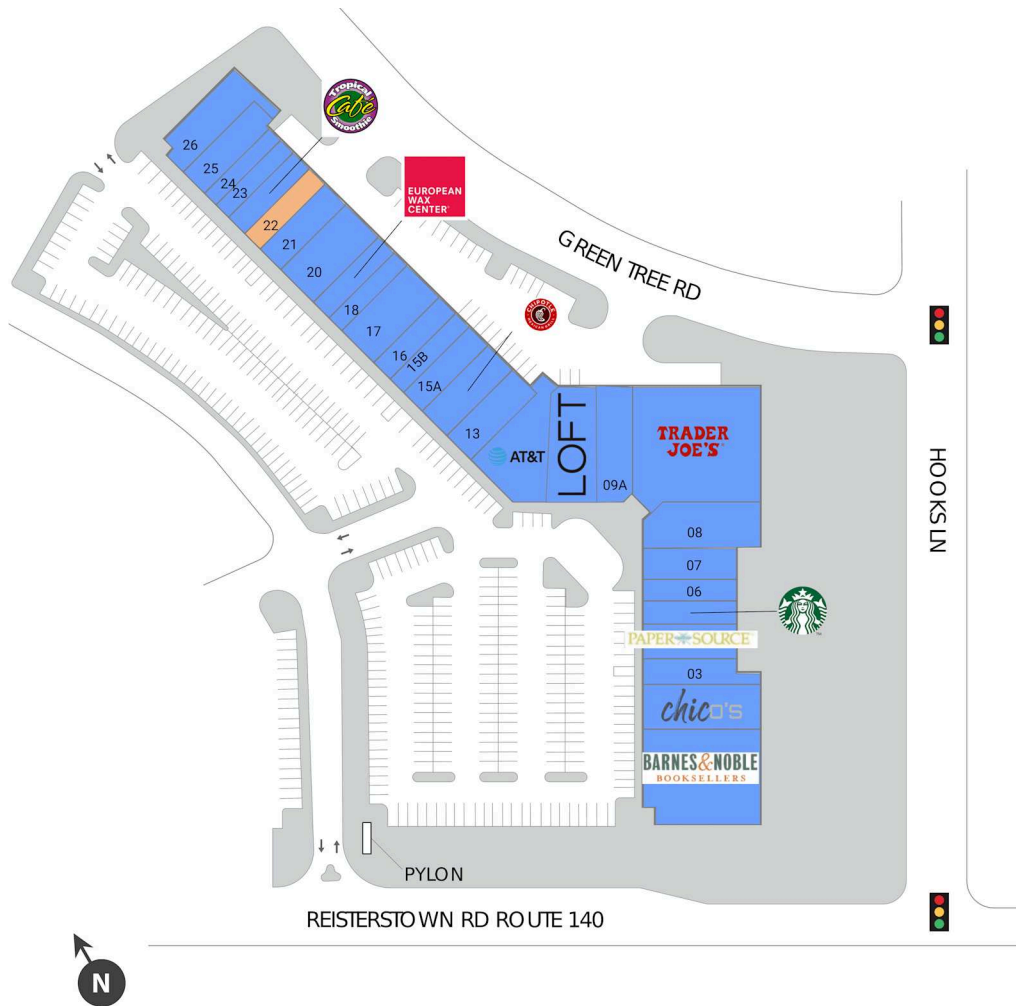 Tropical
Café
Smoothie
26
25
24
23
22
21
20
18
17
16
15B
15A
13
EUROPEAN
WAX
CENTER
GREEN TREE RD
CHIPOTLE
AT&T
LOFT
09A
TRADER
JOE'S
HOOKS LN
08
07
06
PAPER SOURCE
03
chico's
BARNES&NOBLE
BOOKSELLERS
PYLON
REISTERSTOWN RD ROUTE 140
N